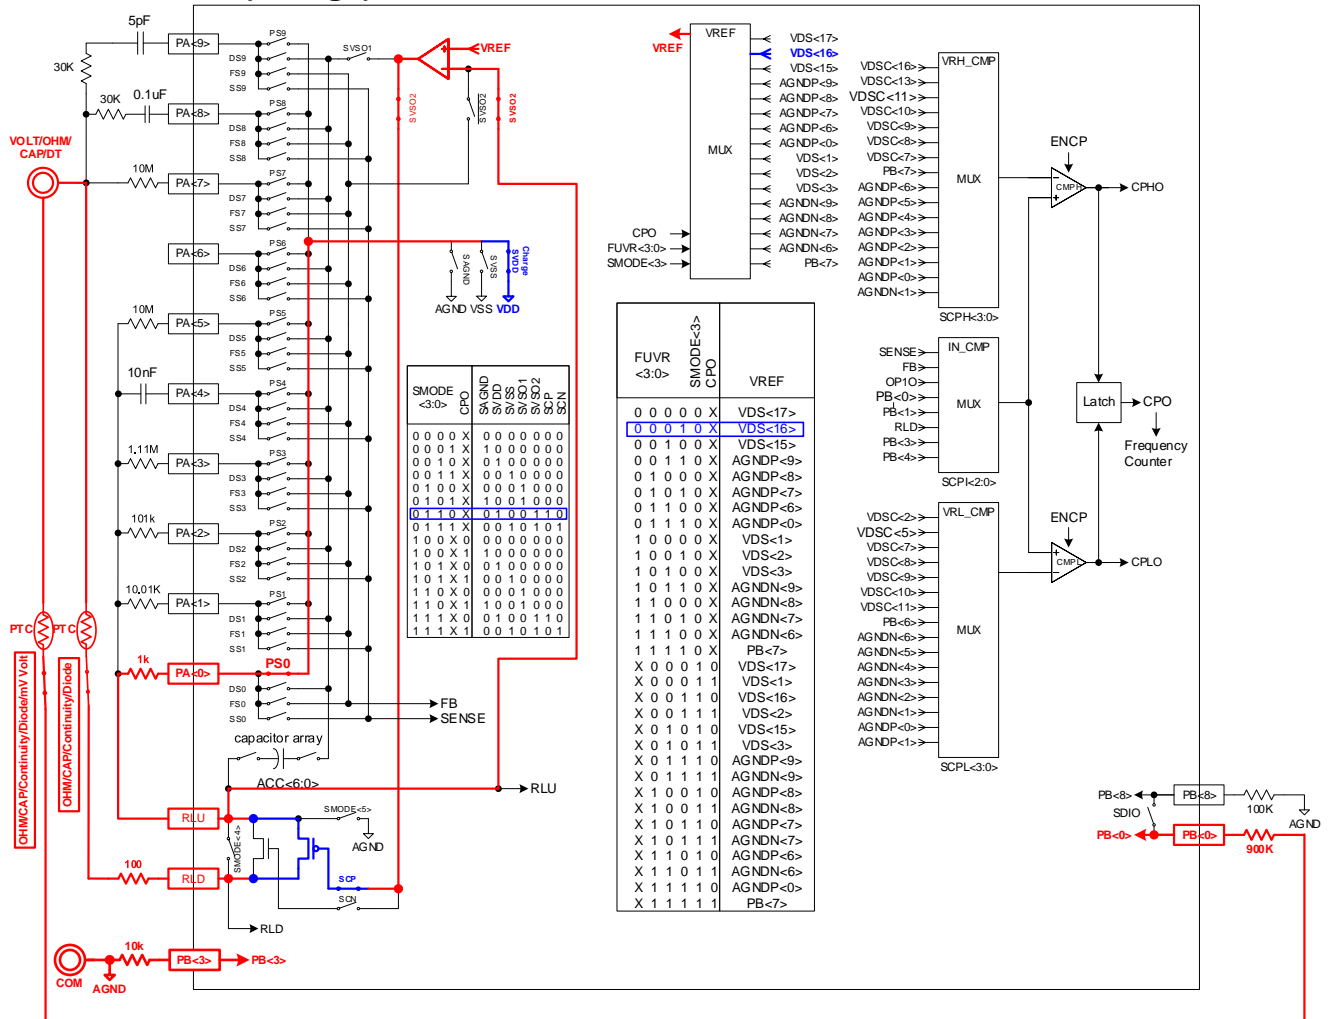 5pF
PA<9>
30K
30K
0.1uF
PA<8>
VOLT/OHM/
CAP/DT
10M
PA<7>
PA<6>
10M
PA<5>
10nF
PA<4>
1.11M
PA<3>
101k
PA<2>
10.01K
PA<1>
PTC
PTC
1k
PA<0>
OHM/CAP/Continuity/Diode/mV Volt
OHM/CAP/Continuity/Diode
RLU
100
RLD
10k
PB<3>
PB<3>
COM
AGND
PS9
DS9
FS9
SS9
PS8
DS8
FS8
SS8
PS7
DS7
FS7
SS7
PS6
DS6
FS6
SS6
PS5
DS5
FS5
SS5
PS4
DS4
FS4
SS4
PS3
DS3
FS3
SS3
PS2
DS2
FS2
SS2
PS1
DS1
FS1
SS1
PS0
DS0
FS0
SS0
FB
SENSE
capacitor array
ACC<6:0>
RLU
SMODE<4>
SMODE<5>
AGND
SCP
SCN
RLD
SVSO1
VREF
SVSO2
SVSO2
SVSO2
SAGND
SVSS
SVDD
Charge
AGND VSS VDD
SMODE
<3:0>
CPO
SAGND
SVDD
SVSS
SVSO1
SVSO2
SCP
SCN
0 0 0 0 X 0 0 0 0 0 0 0
0 0 0 1 X 1 0 0 0 0 0 0
0 0 1 0 X 0 1 0 0 0 0 0
0 0 1 1 X 0 0 1 0 0 0 0
0 1 0 0 X 0 0 0 1 0 0 0
0 1 0 1 X 1 0 0 1 0 0 0
0 1 1 0 X 0 1 0 0 1 1 0
0 1 1 1 X 0 0 1 0 1 0 1
1 0 0 X 0 0 0 1 0 0 0 0
1 0 0 X 1 0 1 0 0 0 0 0
1 0 1 X 0 0 1 0 0 0 0 0
1 0 1 X 1 0 0 1 0 0 0 0
1 1 0 X 0 0 0 1 1 0 0 0
1 1 0 X 1 0 1 0 1 0 0 0
1 1 1 X 0 0 1 0 0 1 1 0
1 1 1 X 1 0 0 1 0 1 0 1
VREF
VREF
MUX
CPO
FUVR<3:0>
SMODE<3>
VDS<17>
VDS<16>
VDS<15>
AGNDP<9>
AGNDP<8>
AGNDP<7>
AGNDP<6>
AGNDP<0>
VDS<1>
VDS<2>
VDS<3>
AGNDN<9>
AGNDN<8>
AGNDN<7>
AGNDN<6>
PB<7>
FUVR
<3:0>
SMODE<3>
CPO
VREF
0 0 0 0 0 X VDS<17>
0 0 0 1 0 X VDS<16>
0 0 1 0 0 X VDS<15>
0 0 1 1 0 X AGNDP<9>
0 1 0 0 0 X AGNDP<8>
0 1 0 1 0 X AGNDP<7>
0 1 1 0 0 X AGNDP<6>
0 1 1 1 0 X AGNDP<0>
1 0 0 0 0 X VDS<1>
1 0 0 1 0 X VDS<2>
1 0 1 0 0 X VDS<3>
1 0 1 1 0 X AGNDN<9>
1 1 0 0 0 X AGNDN<8>
1 1 0 1 0 X AGNDN<7>
1 1 1 0 0 X AGNDN<6>
1 1 1 1 0 X PB<7>
X 0 0 0 1 0 VDS<17>
X 0 0 0 1 1 VDS<1>
X 0 0 1 1 0 VDS<16>
X 0 0 1 1 1 VDS<2>
X 0 1 0 1 0 VDS<15>
X 0 1 0 1 1 VDS<3>
X 0 1 1 1 0 AGNDP<9>
X 0 1 1 1 1 AGNDN<9>
X 1 0 0 1 0 AGNDP<8>
X 1 0 0 1 1 AGNDN<8>
X 1 0 1 1 0 AGNDP<7>
X 1 0 1 1 1 AGNDN<7>
X 1 1 0 1 0 AGNDP<6>
X 1 1 0 1 1 AGNDN<6>
X 1 1 1 1 0 AGNDP<0>
X 1 1 1 1 1 PB<7>
VRH_CMP
VDSC<16>
VDSC<13>
VDSC<11>
VDSC<10>
VDSC<9>
VDSC<8>
VDSC<7>
PB<7>
AGNDP<6>
AGNDP<5>
AGNDP<4>
AGNDP<3>
AGNDP<2>
AGNDP<1>
AGNDP<0>
AGNDN<1>
MUX
SCPH<3:0>
IN_CMP
SENSE
FB
OP1O
PB<0>
PB<1>
RLD
PB<3>
PB<4>
MUX
SCPI<2:0>
VRL_CMP
VDSC<2>
VDSC<5>
VDSC<7>
VDSC<8>
VDSC<9>
VDSC<10>
VDSC<11>
PB<6>
AGNDN<6>
AGNDN<5>
AGNDN<4>
AGNDN<3>
AGNDN<2>
AGNDN<1>
AGNDP<0>
AGNDP<1>
MUX
SCPL<3:0>
ENCP
CMPH
CPHO
Latch
CPO
Frequency
Counter
ENCP
CMPL
CPLO
PB<8>
PB<8>
100K
AGND
SDIO
PB<0>
PB<0>
900K